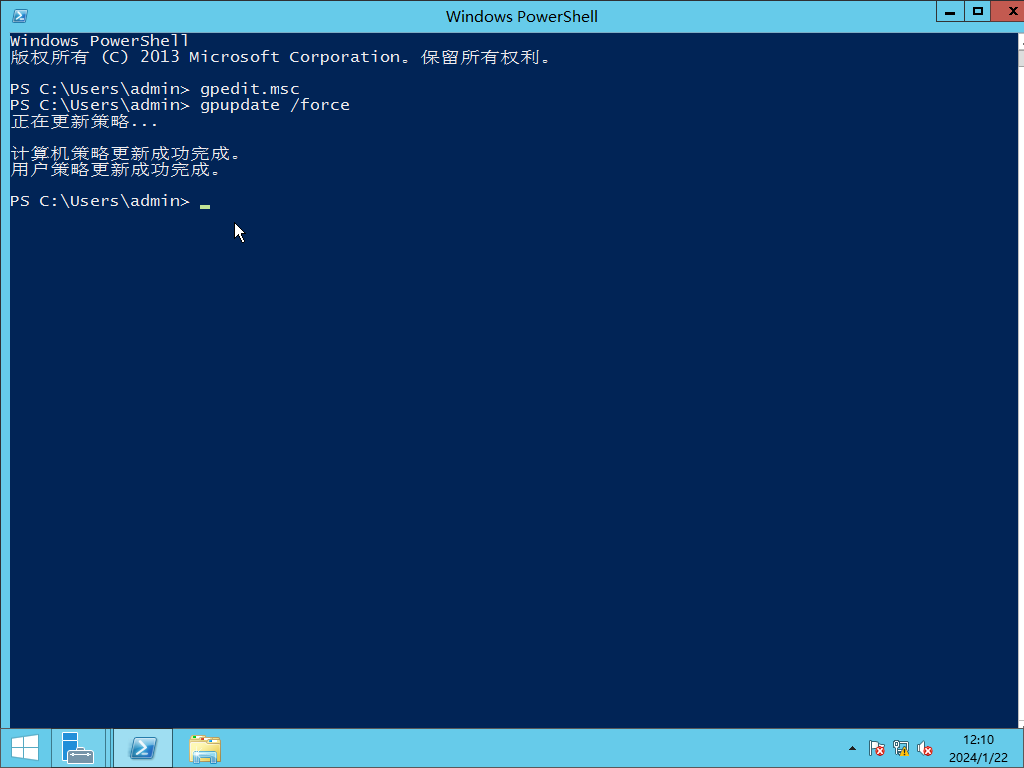 Windows PowerShell
Windows PowerShell
版权所有 (C) 2013 Microsoft Corporation。保留所有权利。
PS C:\Users\admin> gpedit.msc
PS C:\Users\admin> gpupdate /force
正在更新策略...
计算机策略更新成功完成。
用户策略更新成功完成。
PS C:\Users\admin> _
12:10
2024/1/22